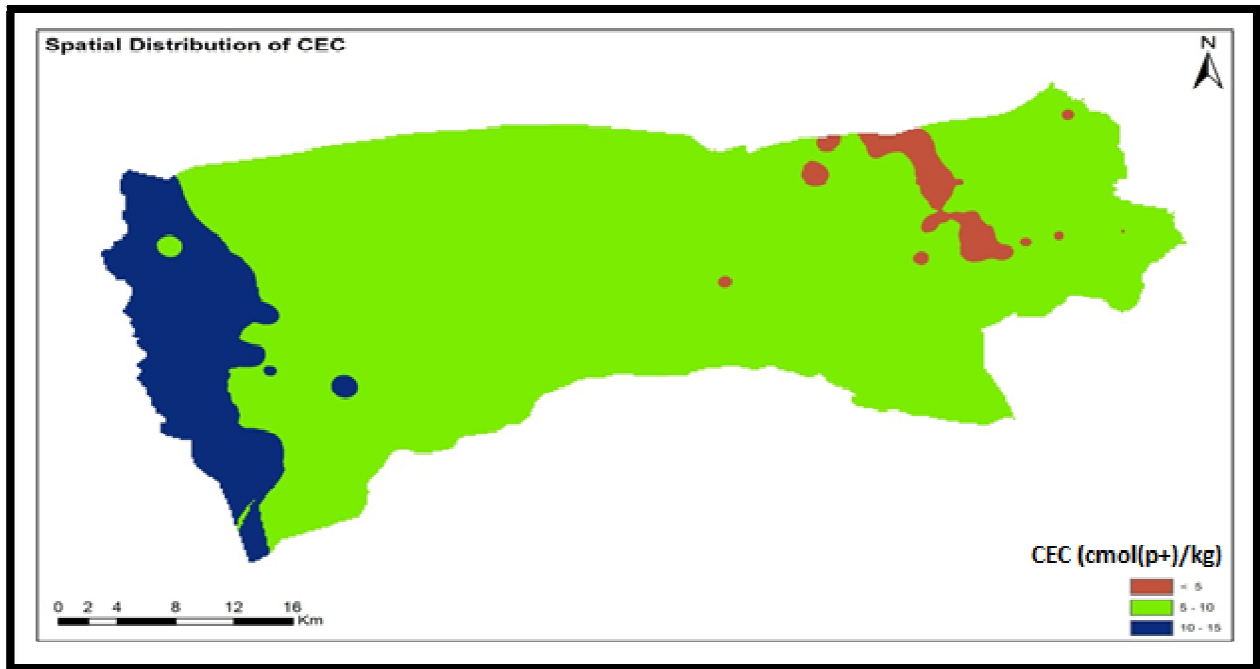 Spatial Distribution of CEC
N
CEC (cmol(p+)/kg)
< 5
5 - 10
10 - 15
0 2 4 8 12 16
Km